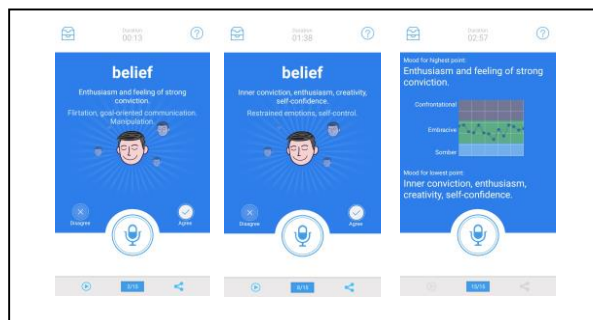 Duration
00:13
belief
Enthusiasm and feeling of strong
conviction.
Flirtation, goal-oriented communication.
Manipulation.
Disagree
Agree
3/15
Duration
01:38
belief
Inner conviction, enthusiasm, creativity,
self-confidence.
Restrained emotions, self-control.
Disagree
Agree
Duration
02:57
Mood for highest point:
Enthusiasm and feeling of strong
conviction.
Confrontational
Embracive
Somber
Mood for lowest point:
Inner conviction, enthusiasm,
creativity, self-confidence.
15/15